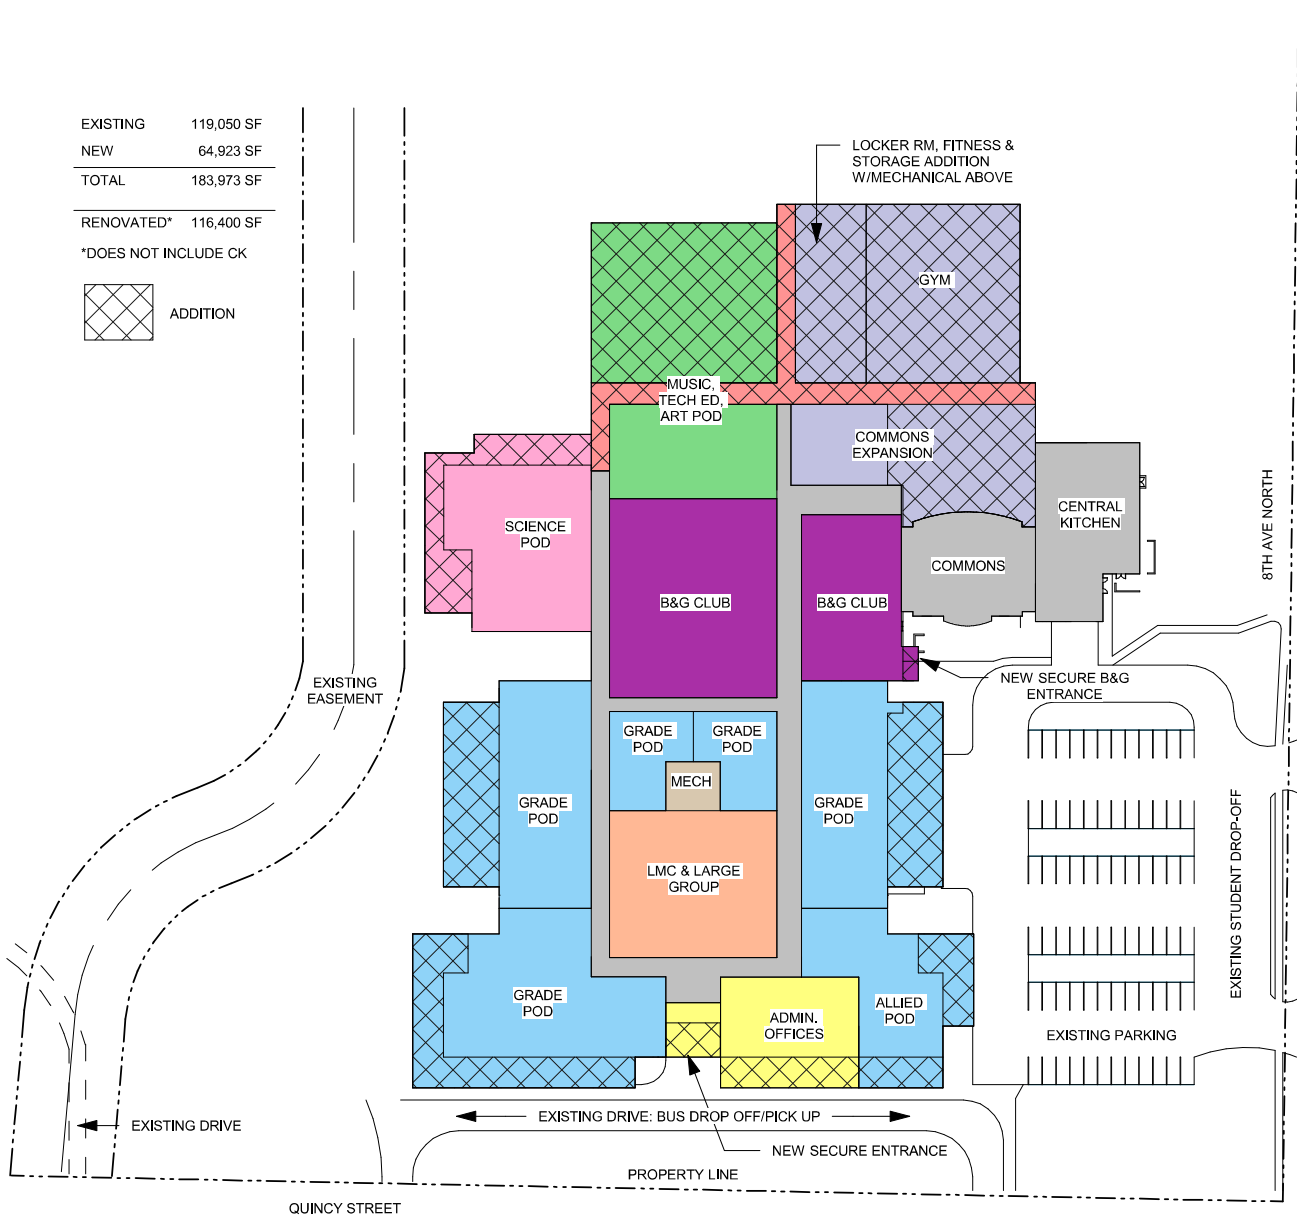 EXISTING 119,050 SF
NEW 64,923 SF
TOTAL 183,973 SF
RENOVATED* 116,400 SF
*DOES NOT INCLUDE CK
ADDITION
LOCKER RM, FITNESS &
STORAGE ADDITION
W/MECHANICAL ABOVE
GYM
MUSIC,
TECH ED,
ART POD
COMMONS
EXPANSION
SCIENCE
POD
CENTRAL
KITCHEN
COMMONS
B&G CLUB
B&G CLUB
8TH AVE NORTH
EXISTING
EASEMENT
NEW SECURE B&G
ENTRANCE
GRADE
POD
GRADE
POD
MECH
GRADE
POD
GRADE
POD
LMC & LARGE
GROUP
EXISTING STUDENT DROP-OFF
GRADE
POD
ADMIN.
OFFICES
ALLIED
POD
EXISTING PARKING
EXISTING DRIVE
EXISTING DRIVE: BUS DROP OFF/PICK UP
NEW SECURE ENTRANCE
PROPERTY LINE
QUINCY STREET